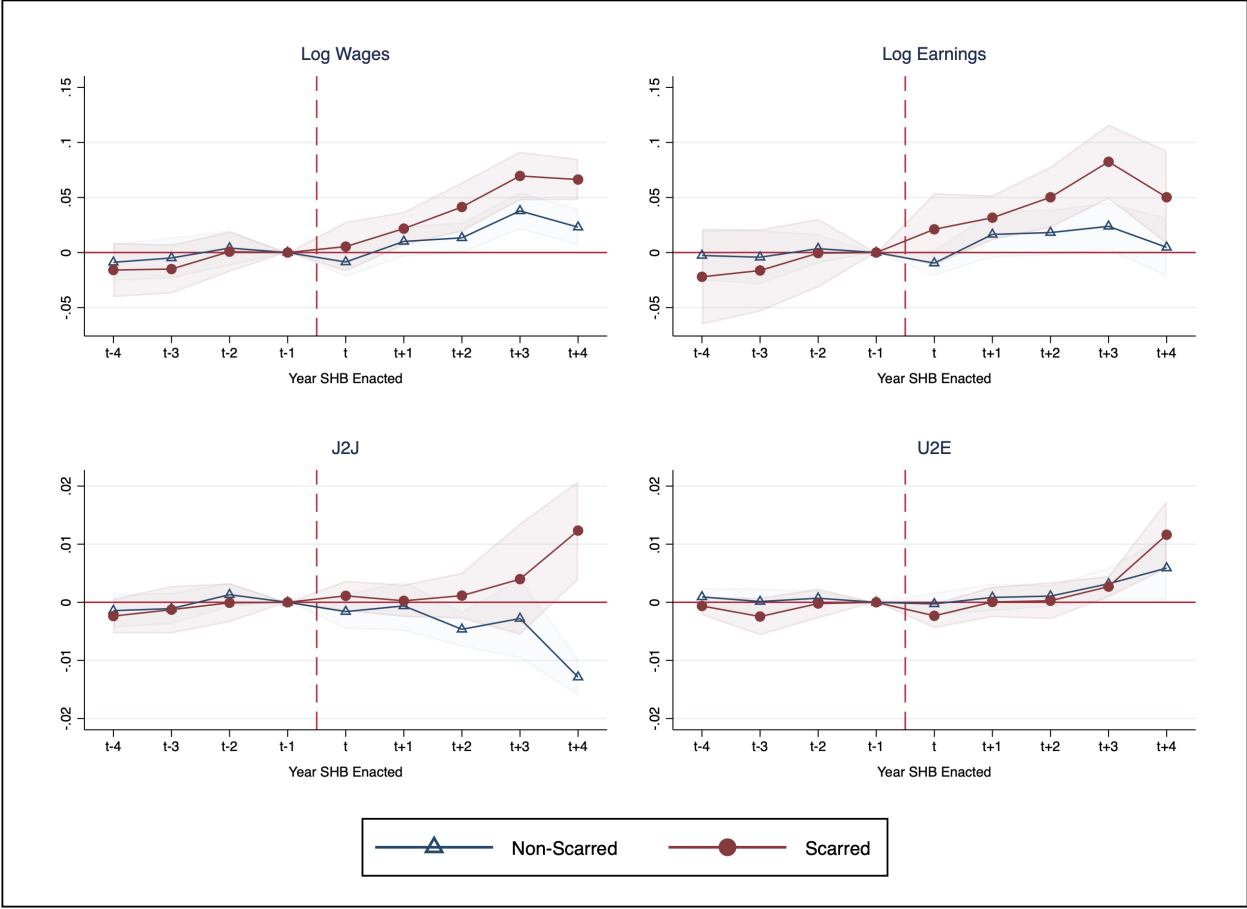 Log Wages
.15
.1
.05
0
-.05
t-4 t-3 t-2 t-1 t t+1 t+2 t+3 t+4
Year SHB Enacted
Log Earnings
.15
.1
.05
0
-.05
t-4 t-3 t-2 t-1 t t+1 t+2 t+3 t+4
Year SHB Enacted
J2J
.02
.01
0
-.01
-.02
t-4 t-3 t-2 t-1 t t+1 t+2 t+3 t+4
Year SHB Enacted
U2E
.02
.01
0
-.01
-.02
t-4 t-3 t-2 t-1 t t+1 t+2 t+3 t+4
Year SHB Enacted
Non-Scarred Scarred